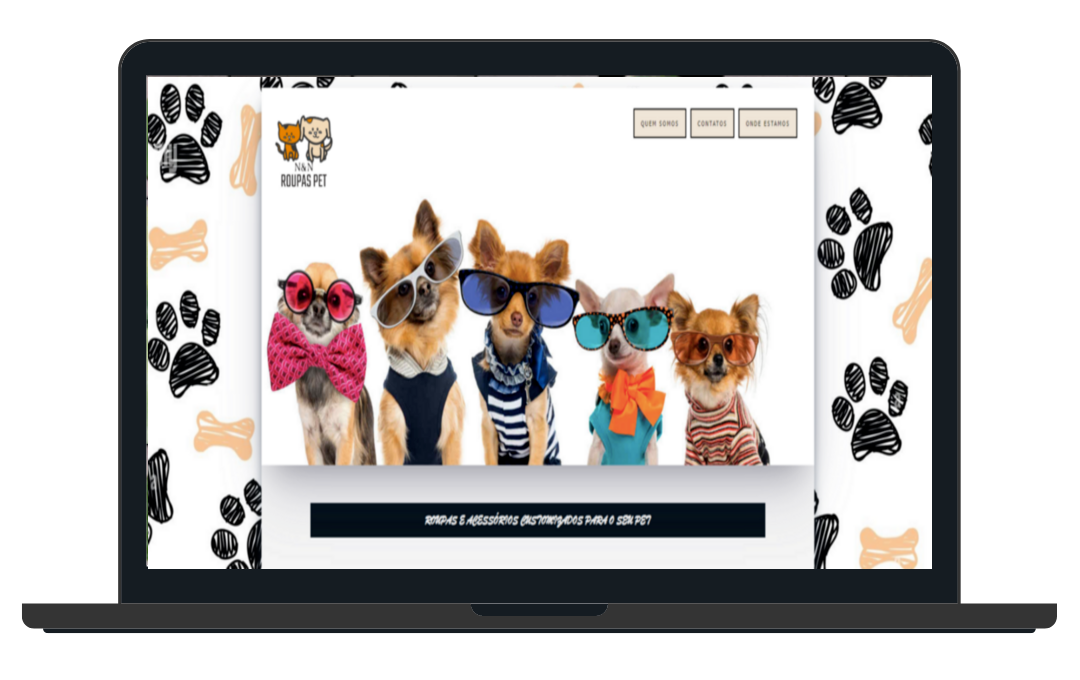 QUEM SOMOS
CONTATOS
ONDE ESTAMOS
N&N
ROUPAS PET
ROUPAS E ACESSÓRIOS CUSTOMIZADOS PARA O SEU PET